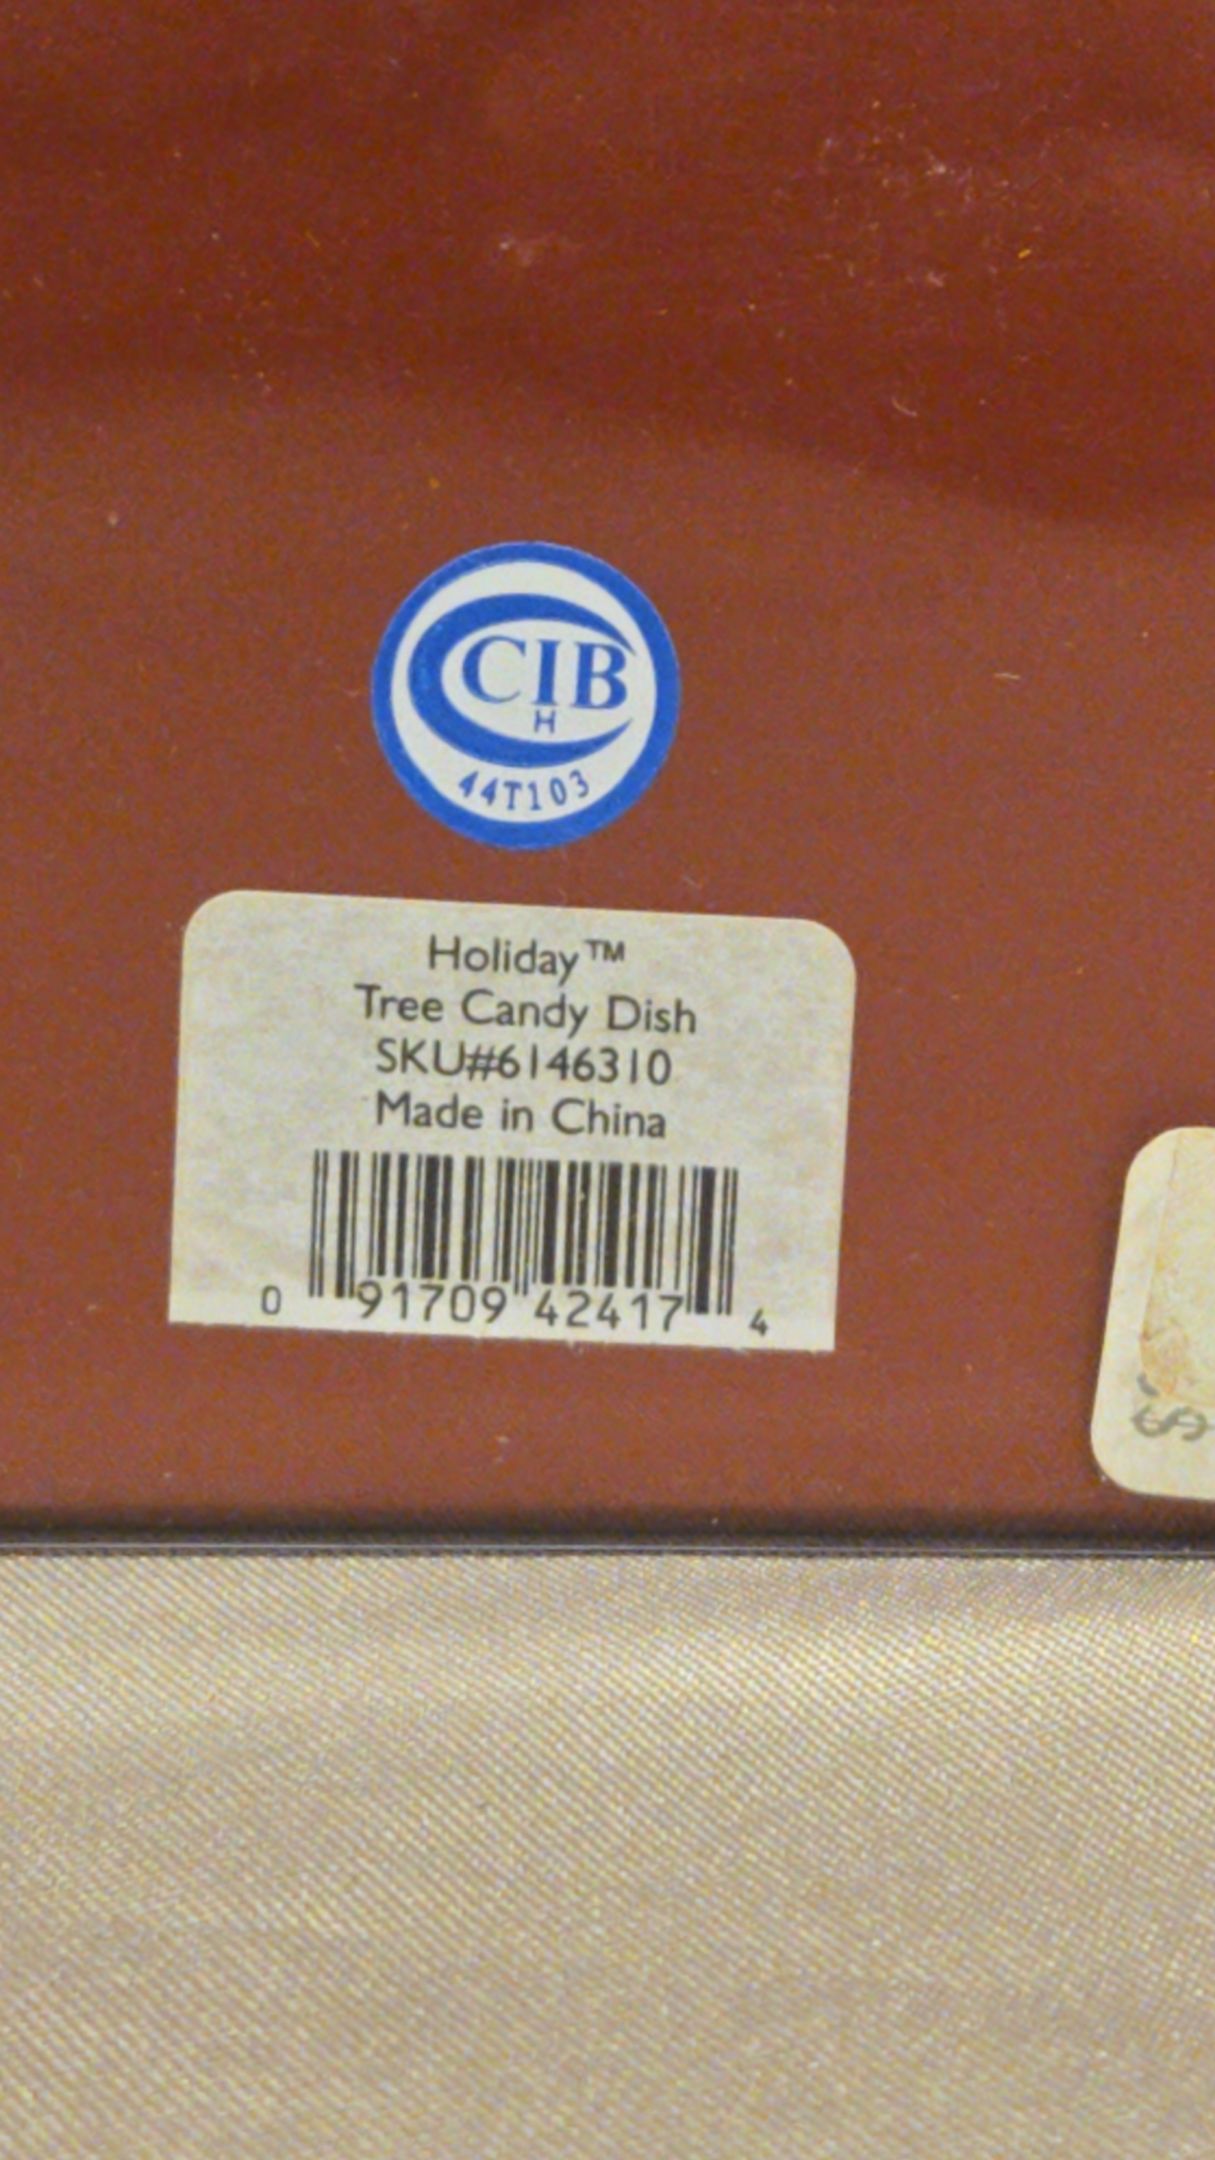 CIB
H
44T103
Holiday™
Tree Candy Dish
SKU#6146310
Made in China
0 91709 42417 4
$